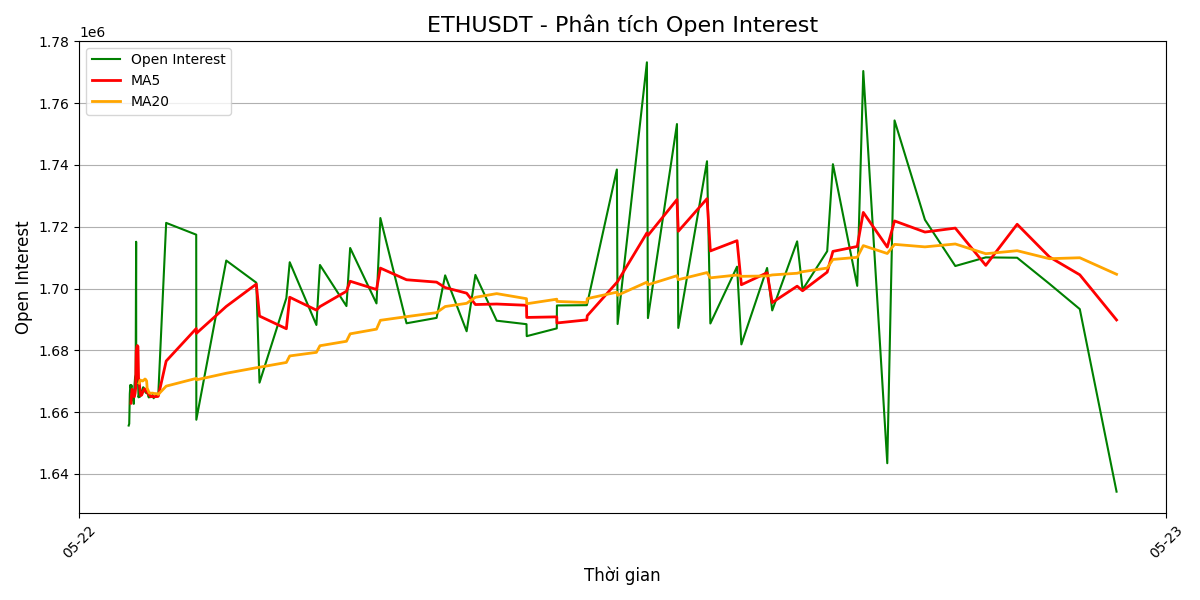 ETHUSDT - Phân tích Open Interest
1e6
Open Interest
MA5
MA20
1.78
1.76
1.74
1.72
1.70
1.68
1.66
1.64
Open Interest
05-22
05-23
Thời gian